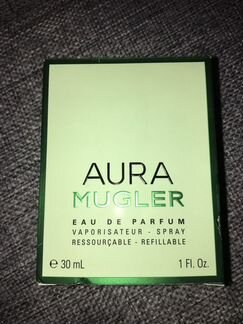 AURA
MUGLER
EAU DE PARFUM
VAPORISATEUR - SPRAY
RESSOURÇABLE - REFILLABLE
℮ 30 mL 1 Fl. Oz.